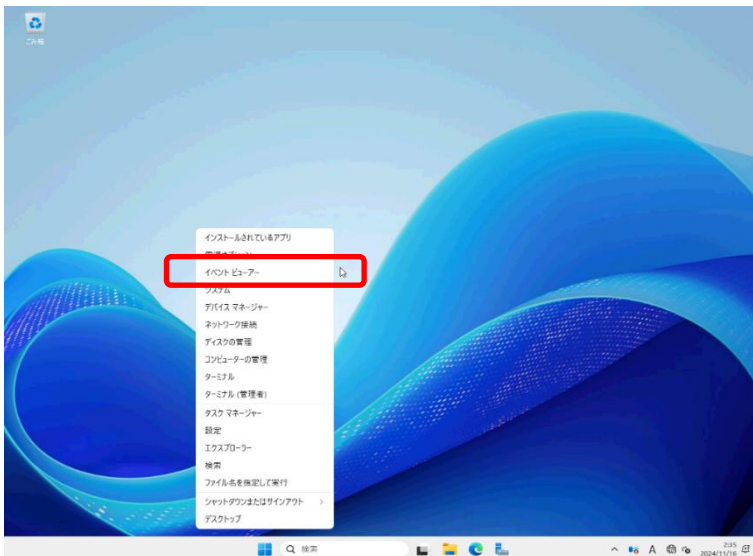 ごみ箱
インストールされているアプリ
イベント ビューアー
システム
デバイス マネージャー
ネットワーク接続
ディスクの管理
コンピューターの管理
ターミナル
ターミナル (管理者)
タスク マネージャー
設定
エクスプローラー
検索
ファイル名を指定して実行
シャットダウンまたはサインアウト
デスクトップ
検索
A
2:35
2024/11/16